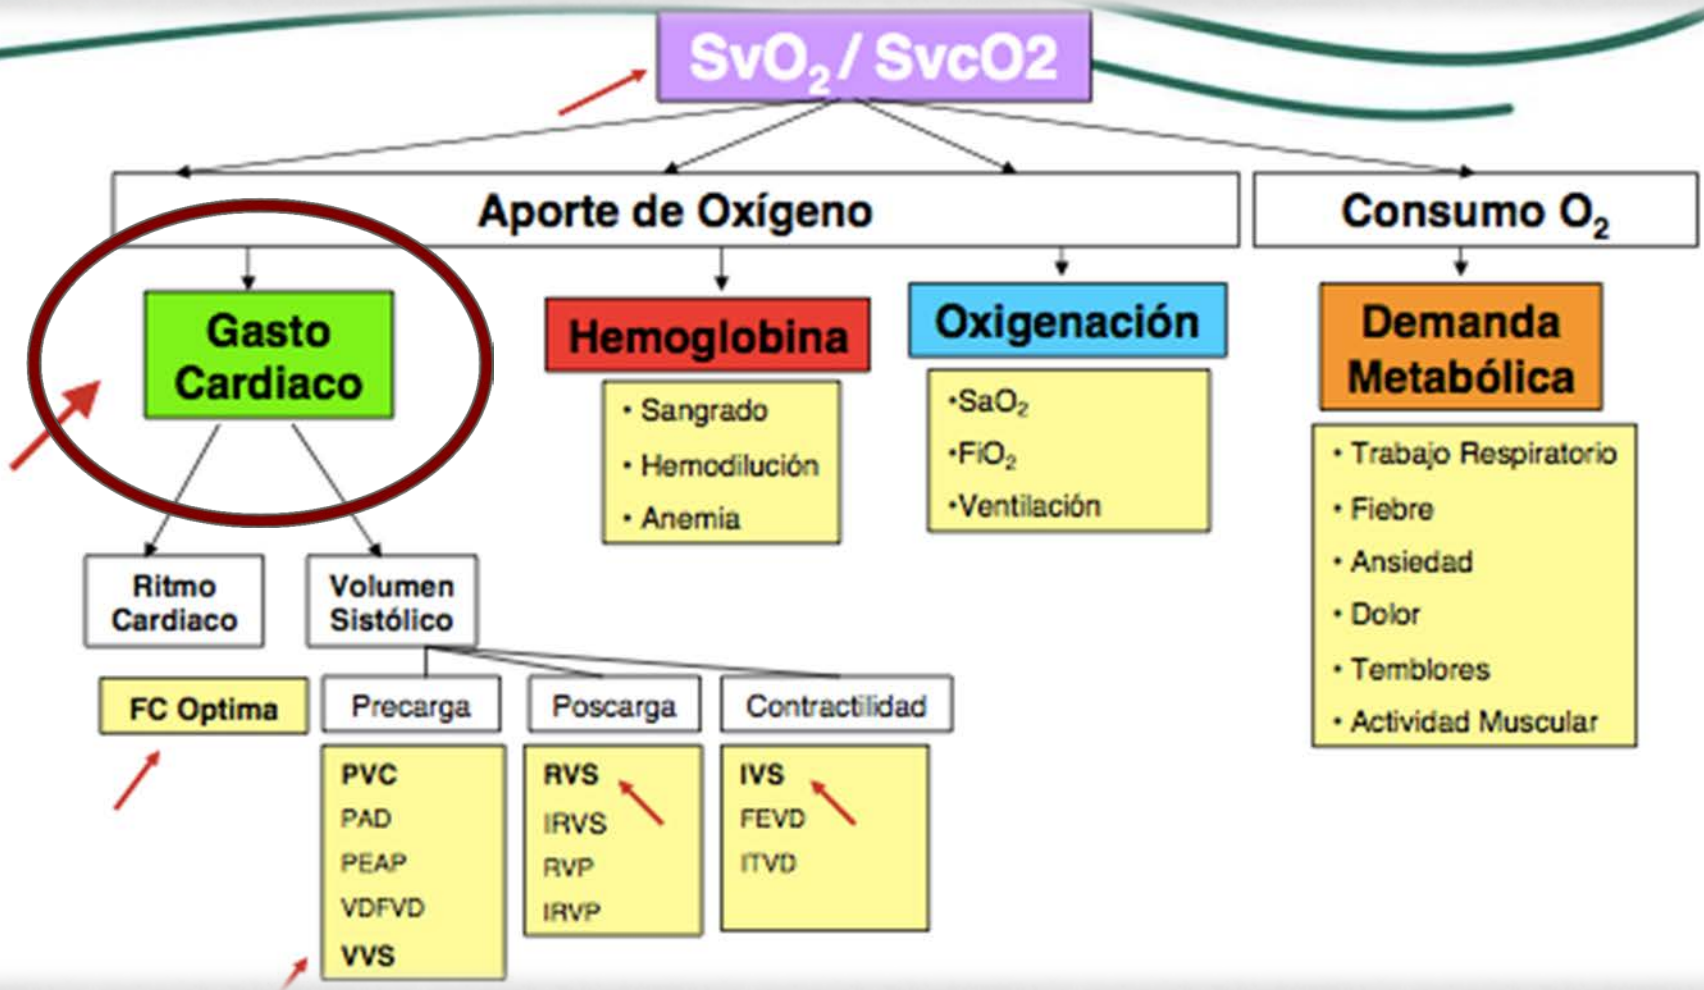 SvO₂ / SvcO2
Aporte de Oxígeno
Consumo O₂
Gasto
Cardiaco
Hemoglobina
• Sangrado
• Hemodilución
• Anemia
Oxigenación
•SaO₂
•FiO₂
•Ventilación
Demanda
Metabólica
• Trabajo Respiratorio
• Fiebre
• Ansiedad
• Dolor
• Temblores
• Actividad Muscular
Ritmo
Cardiaco
Volumen
Sistólico
FC Optima
Precarga
PVC
PAD
PEAP
VDFVD
VVS
Poscarga
RVS
IRVS
RVP
IRVP
Contractilidad
IVS
FEVD
ITVD